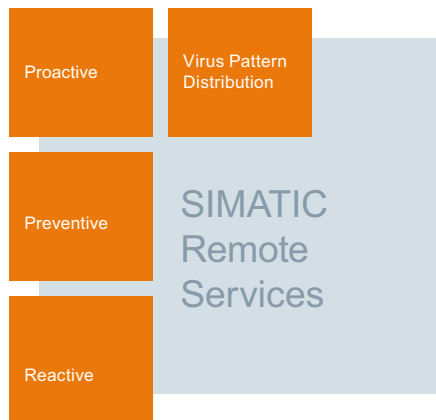 Proactive
Virus Pattern
Distribution
Preventive
SIMATIC
Remote
Services
Reactive